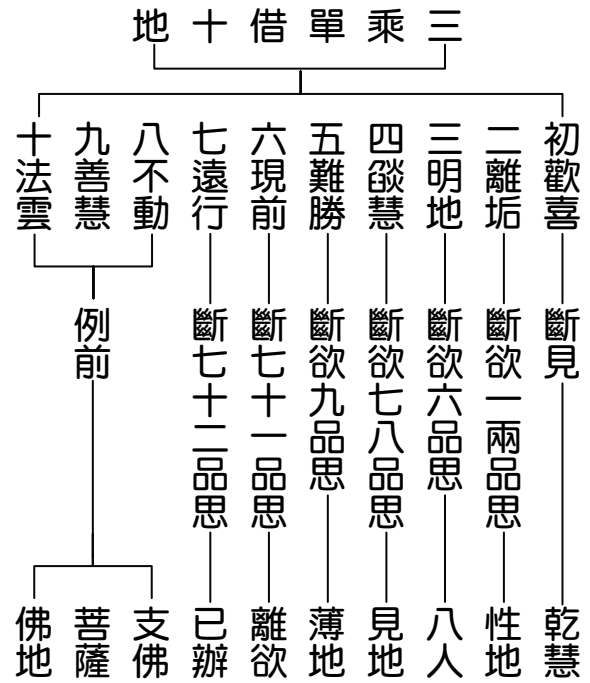 三乘單借十地
初歡喜
二離垢
三明地
四燄慧
五難勝
六現前
七遠行
八不動
九善慧
十法雲
斷見
斷欲一兩品思
斷欲六品思
斷欲七八品思
斷欲九品思
斷七十一品思
斷七十二品思
例前
乾慧
性地
八人
見地
薄地
離欲
已辦
支佛
菩薩
佛地